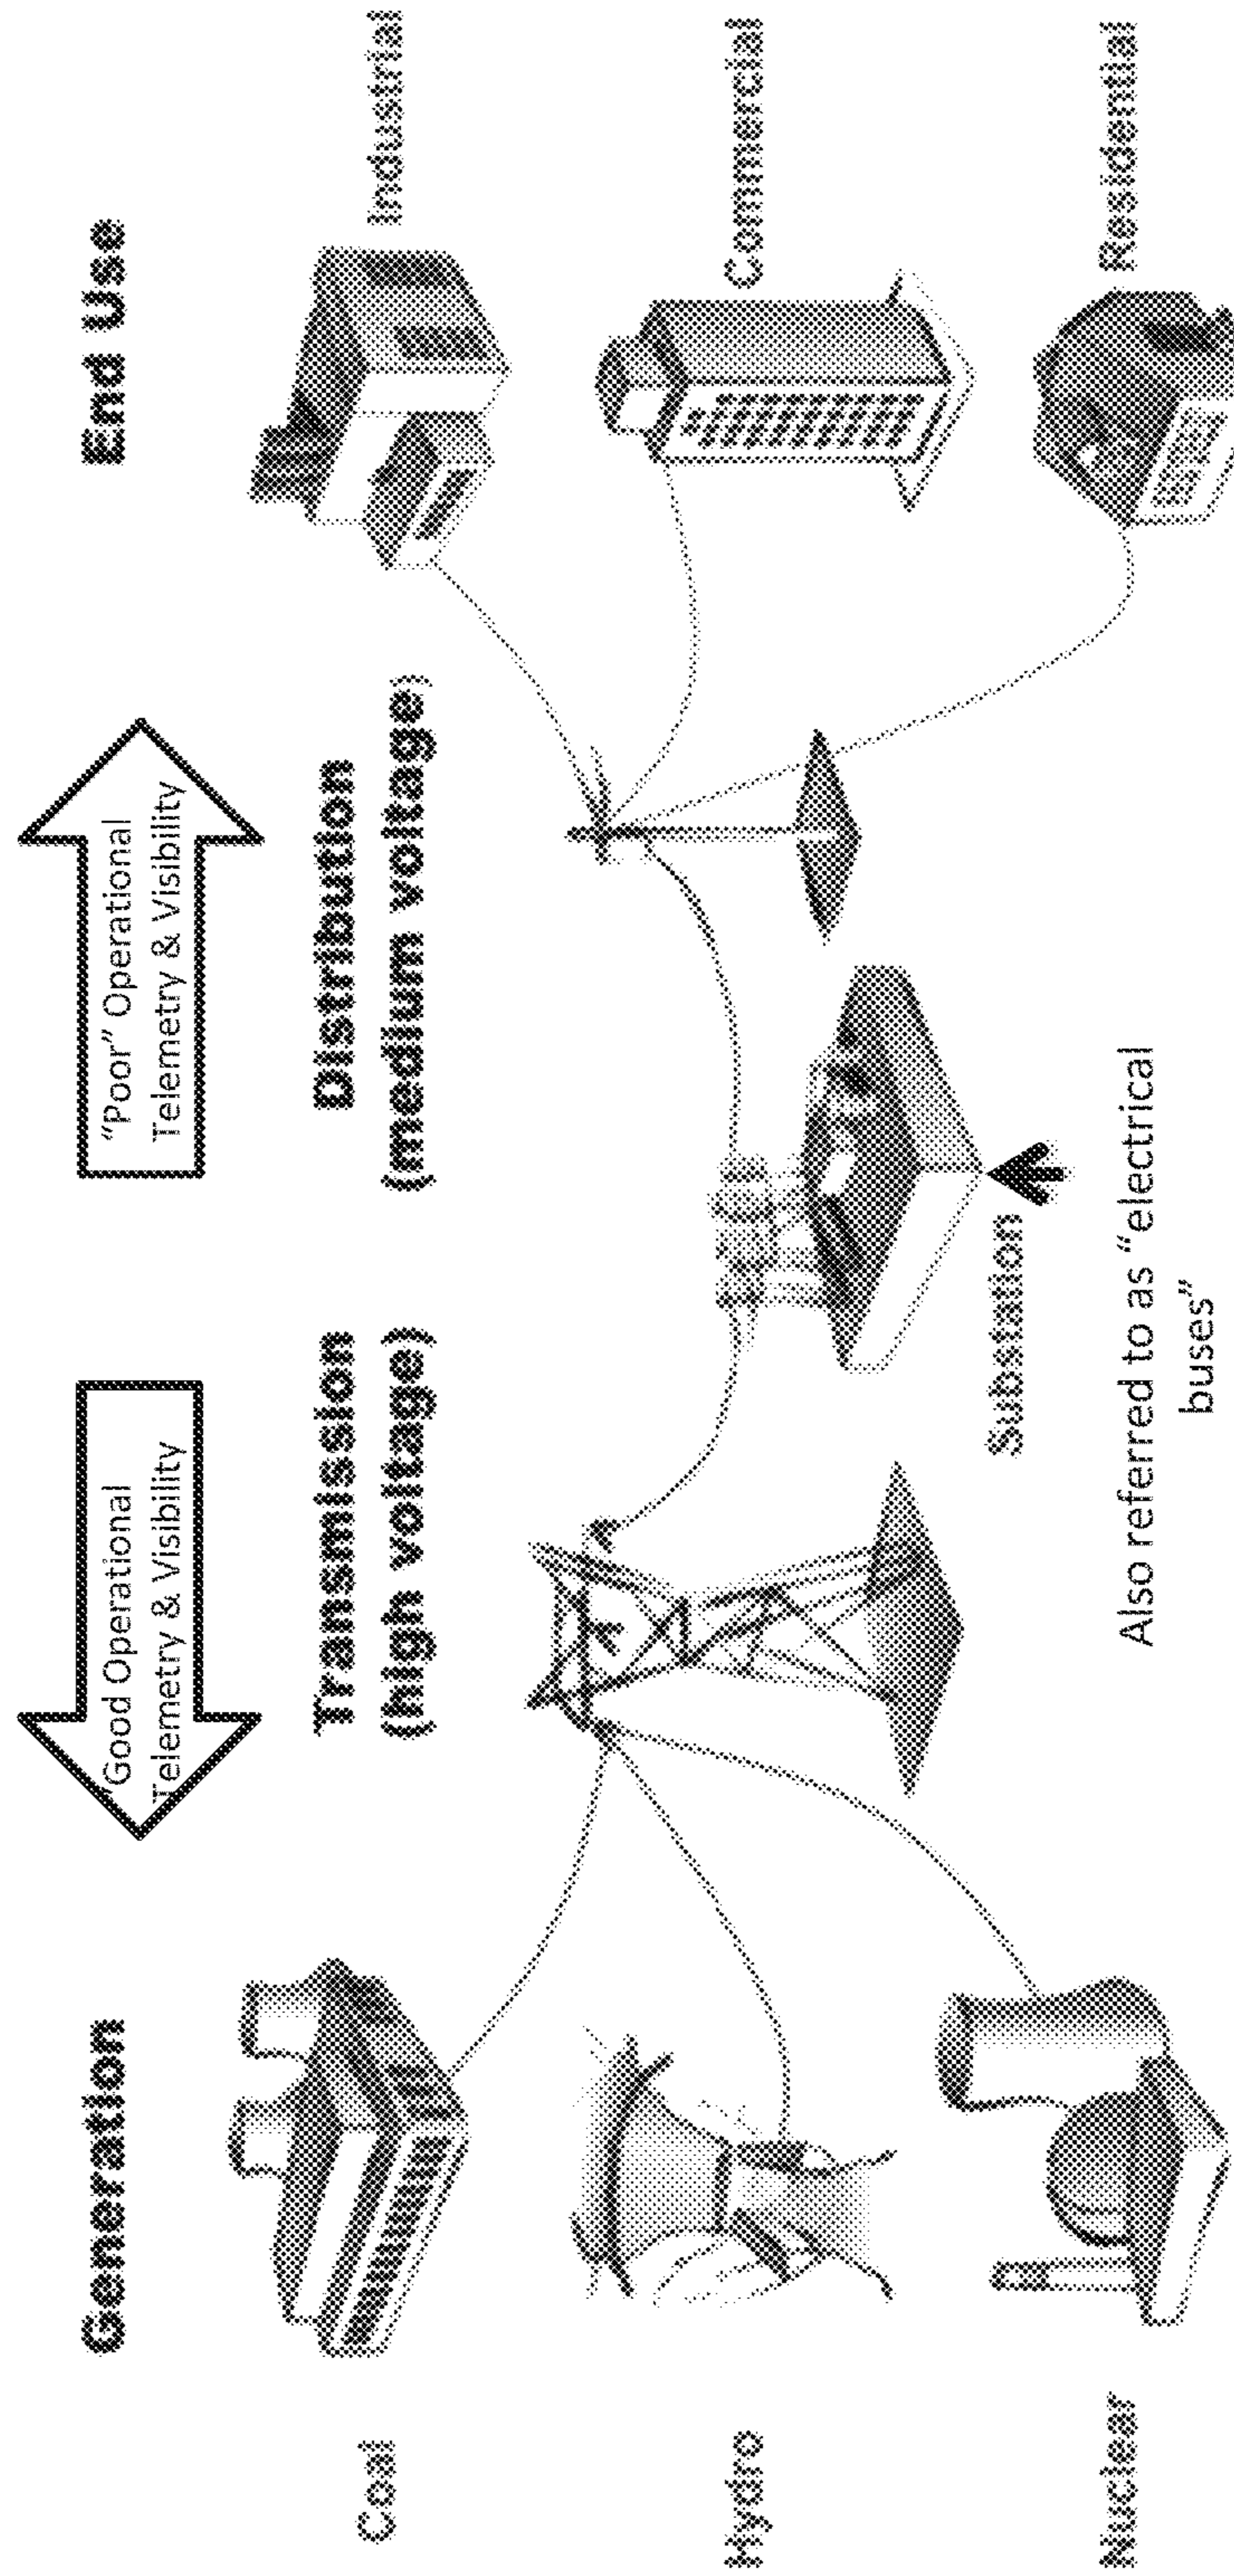 Generation
"Good Operational
Telemetry & Visibility
"Poor" Operational
Telemetry & Visibility
End Use
Transmission
(high voltage)
Distribution
(medium voltage)
Coal
Hydro
Nuclear
Industrial
Commercial
Residential
Substation
Also referred to as "electrical
buses"